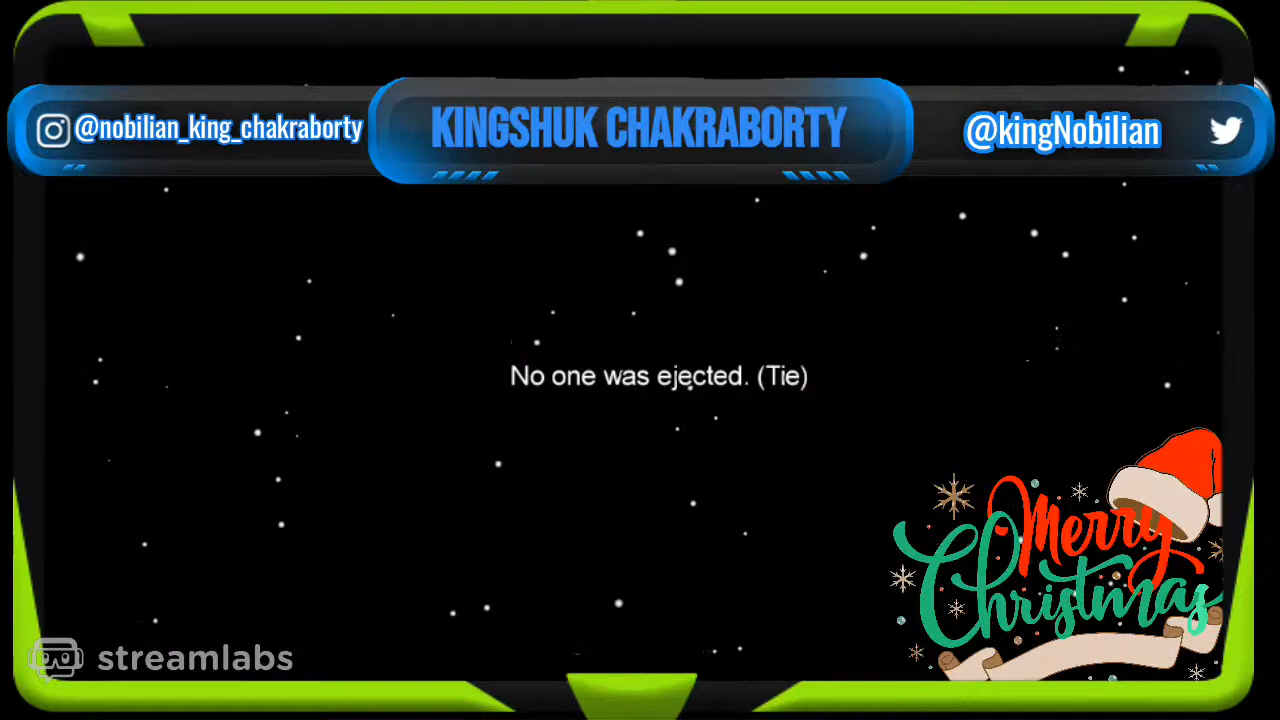 @nobilian_king_chakraborty
KINGSHUK CHAKRABORTY
@kingNobilian
No one was ejected. (Tie)
Merry
Christmas
streamlabs